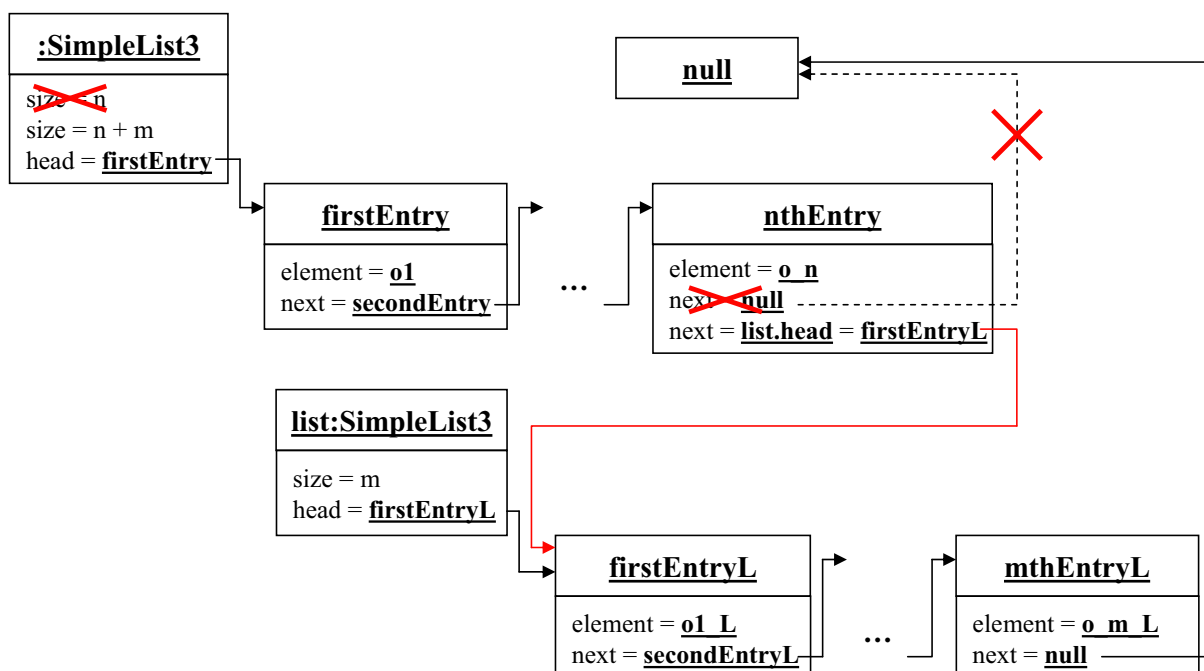 :SimpleList3
size = n
size = n + m
head = firstEntry
null
firstEntry
element = o1
next = secondEntry
...
nthEntry
element = o_n
next = null
next = list.head = firstEntryL
list:SimpleList3
size = m
head = firstEntryL
firstEntryL
element = o1_L
next = secondEntryL
...
mthEntryL
element = o_m_L
next = null